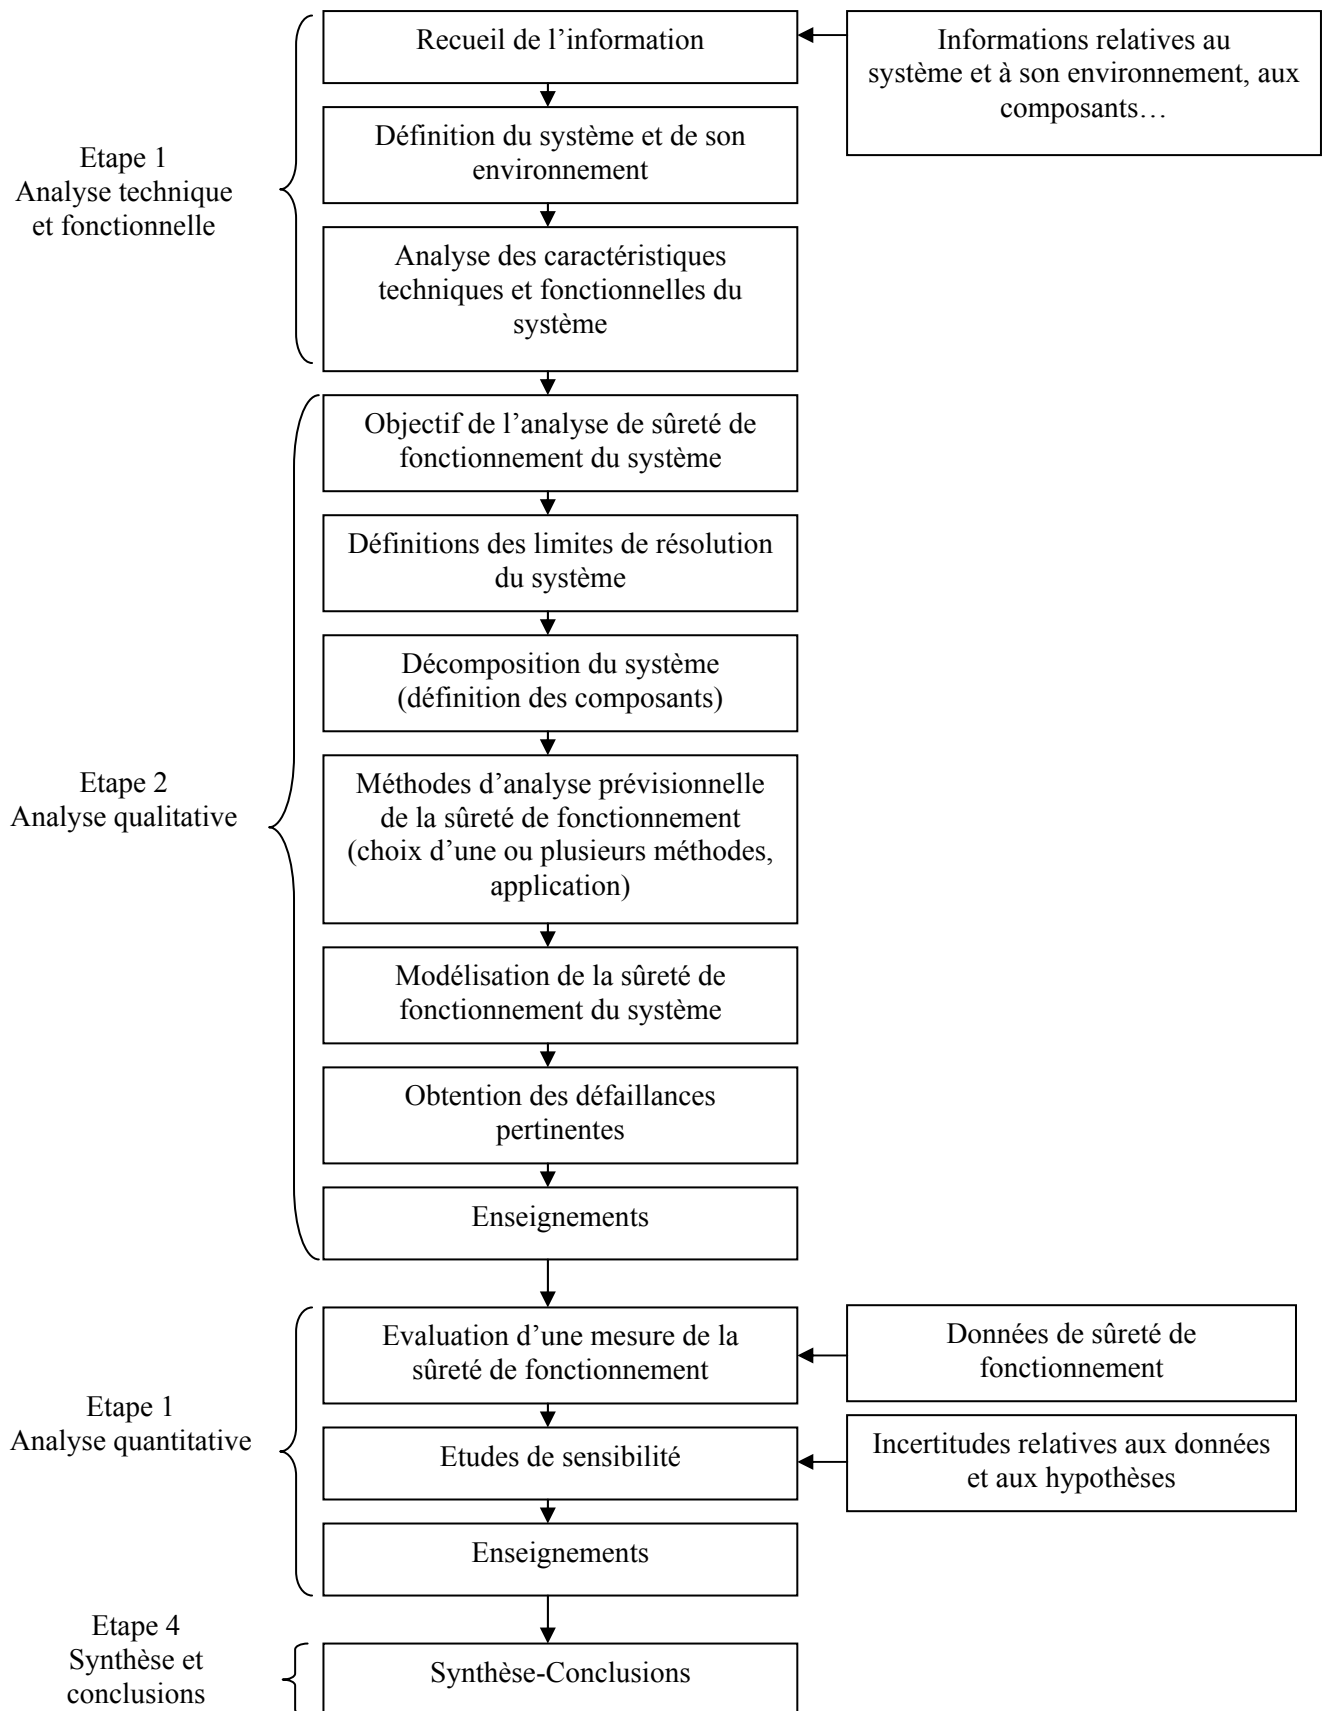 Recueil de l’information
Informations relatives au
système et à son environnement, aux
composants…
Etape 1
Analyse technique
et fonctionnelle
Définition du système et de son
environnement
Analyse des caractéristiques
techniques et fonctionnelles du
système
Etape 2
Analyse qualitative
Objectif de l’analyse de sûreté de
fonctionnement du système
Définitions des limites de résolution
du système
Décomposition du système
(définition des composants)
Méthodes d’analyse prévisionnelle
de la sûreté de fonctionnement
(choix d’une ou plusieurs méthodes,
application)
Modélisation de la sûreté de
fonctionnement du système
Obtention des défaillances
pertinentes
Enseignements
Etape 1
Analyse quantitative
Evaluation d’une mesure de la
sûreté de fonctionnement
Données de sûreté de
fonctionnement
Etudes de sensibilité
Incertitudes relatives aux données
et aux hypothèses
Enseignements
Etape 4
Synthèse et
conclusions
Synthèse-Conclusions